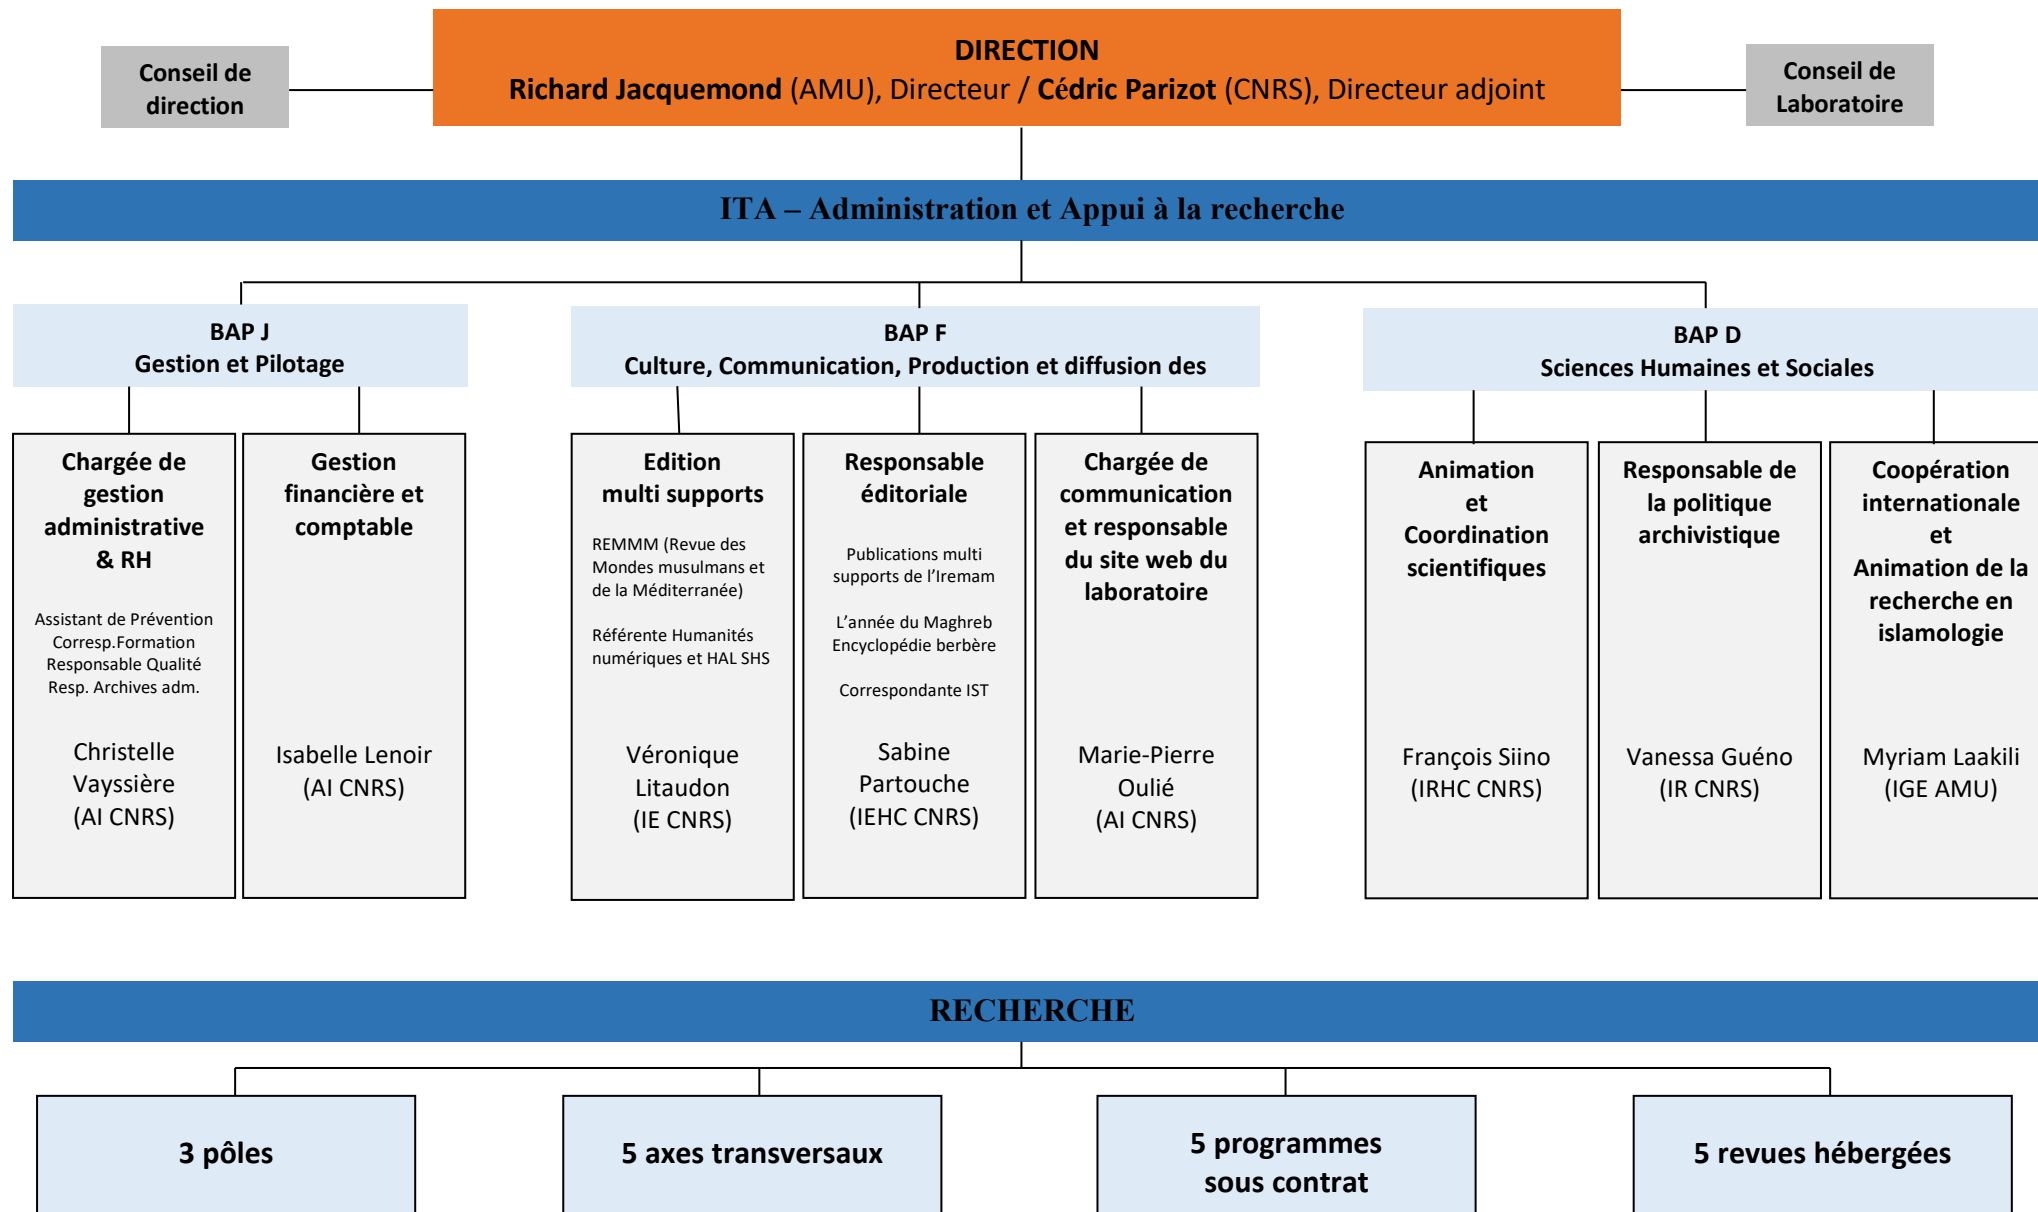 Conseil de
direction
DIRECTION
Richard Jacquemond (AMU), Directeur / Cédric Parizot (CNRS), Directeur adjoint
Conseil de
Laboratoire
ITA – Administration et Appui à la recherche
BAP J
Gestion et Pilotage
BAP F
Culture, Communication, Production et diffusion des
BAP D
Sciences Humaines et Sociales
Chargée de
gestion
administrative
& RH
Assistant de Prévention
Corresp.Formation
Responsable Qualité
Resp. Archives adm.
Christelle
Vayssière
(AI CNRS)
Gestion
financière et
comptable
Isabelle Lenoir
(AI CNRS)
Edition
multi supports
REMMM (Revue des
Mondes musulmans et
de la Méditerranée)
Référente Humanités
numériques et HAL SHS
Véronique
Litaudon
(IE CNRS)
Responsable
éditoriale
Publications multi
supports de l’Iremam
L’année du Maghreb
Encyclopédie berbère
Correspondante IST
Sabine
Partouche
(IEHC CNRS)
Chargée de
communication
et responsable
du site web du
laboratoire
Marie-Pierre
Oulié
(AI CNRS)
Animation
et
Coordination
scientifiques
François Siino
(IRHC CNRS)
Responsable de
la politique
archivistique
Vanessa Guéno
(IR CNRS)
Coopération
internationale
et
Animation de la
recherche en
islamologie
Myriam Laakili
(IGE AMU)
RECHERCHE
3 pôles
5 axes transversaux
5 programmes
sous contrat
5 revues hébergées